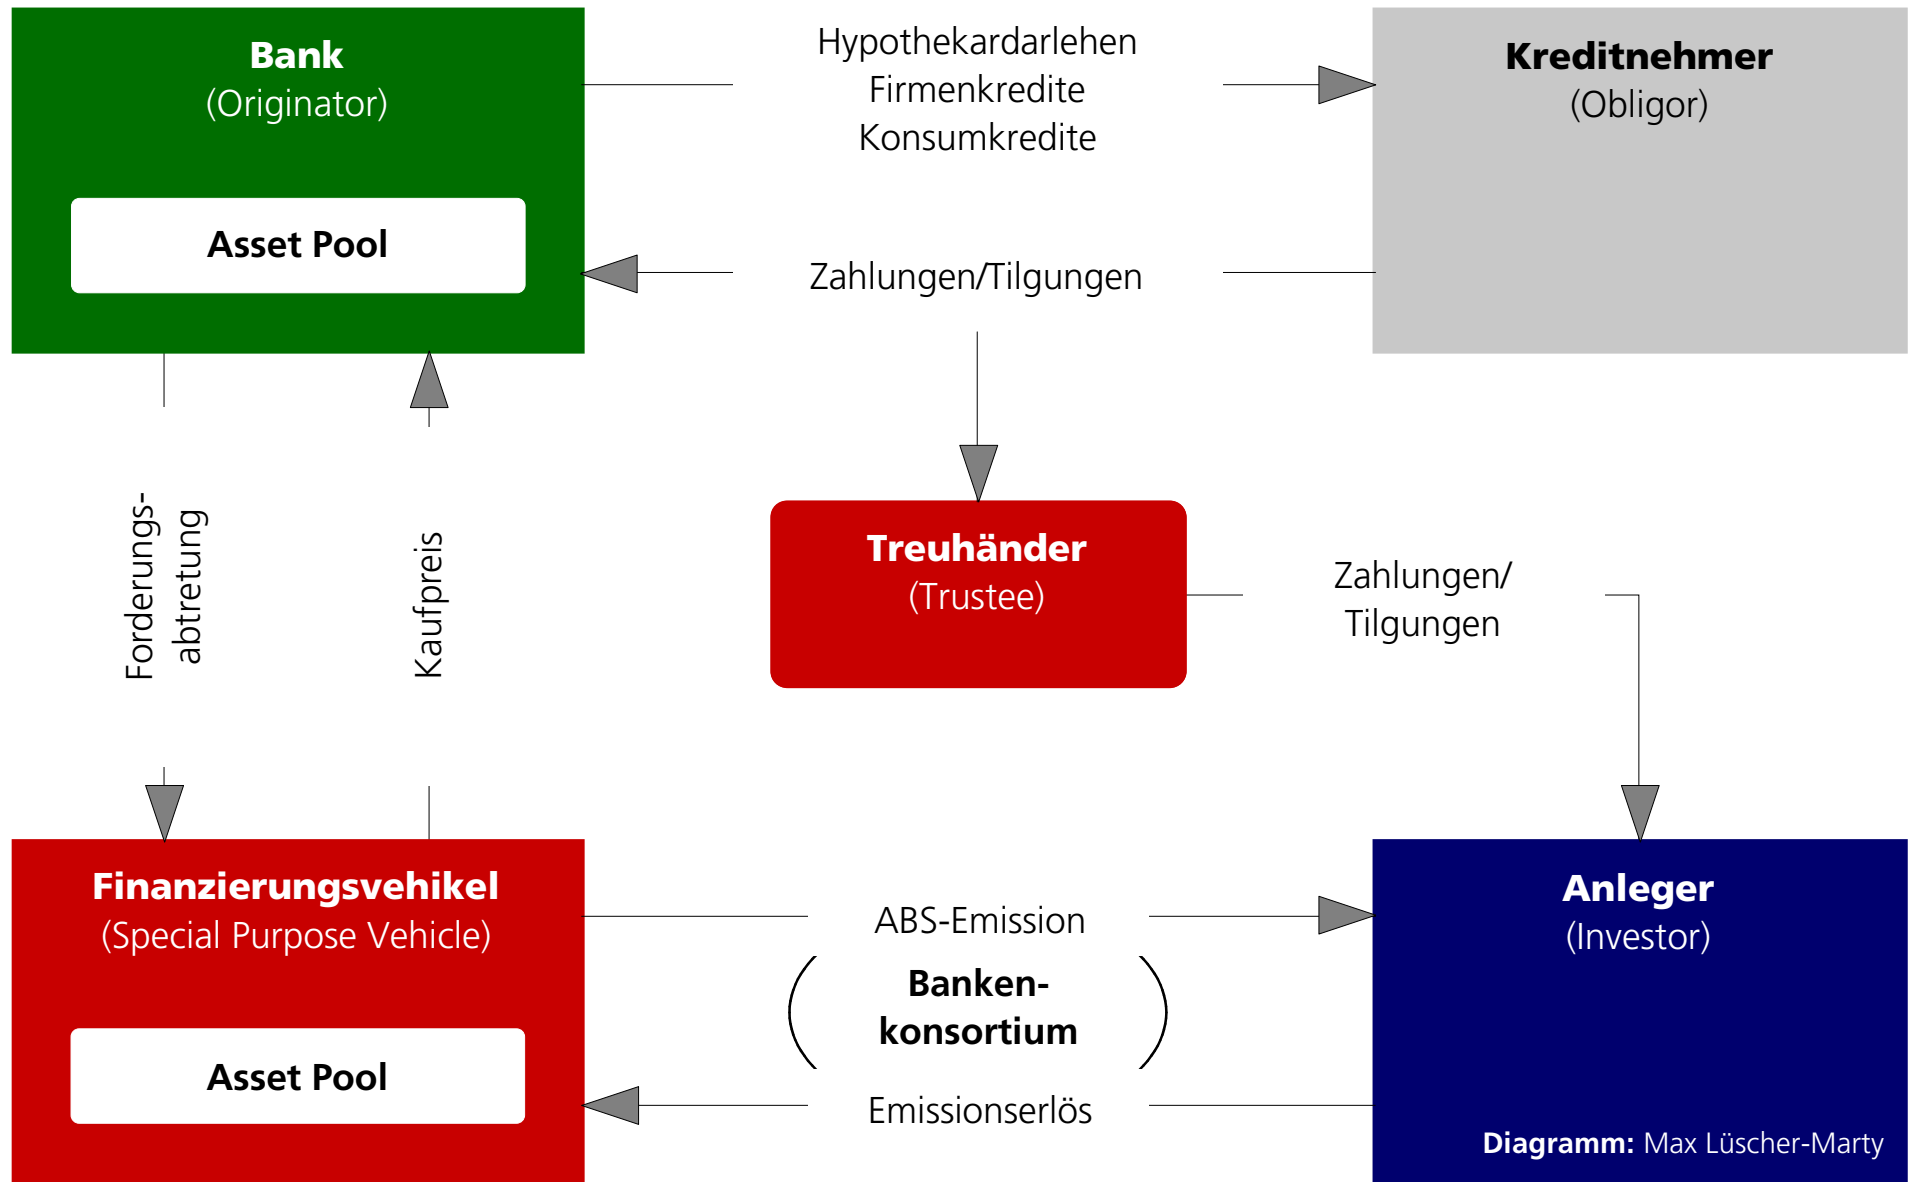 Bank
(Originator)
Asset Pool
Hypothekardarlehen
Firmenkredite
Konsumkredite
Zahlungen/Tilgungen
Kreditnehmer
(Obligor)
Forderungs-
abtretung
Kaufpreis
Treuhänder
(Trustee)
Zahlungen/
Tilgungen
Finanzierungsvehikel
(Special Purpose Vehicle)
Asset Pool
ABS-Emission
Banken-
konsortium
Emissionserlös
Anleger
(Investor)
Diagramm: Max Lüscher-Marty